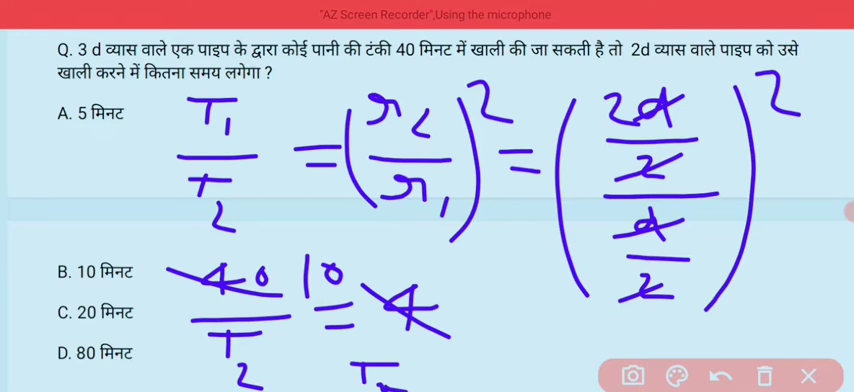 "AZ Screen Recorder",Using the microphone
Q. 3 d व्यास वाले एक पाइप के द्वारा कोई पानी की टंकी 40 मिनट में खाली की जा सकती है तो 2d व्यास वाले पाइप को उसे
खाली करने में कितना समय लगेगा ?
A. 5 मिनट
T₁/T₂ = (r₂/r₁)² = ((2d/2)/(d/2))²
B. 10 मिनट
40/T₂ = 4
10
C. 20 मिनट
D. 80 मिनट